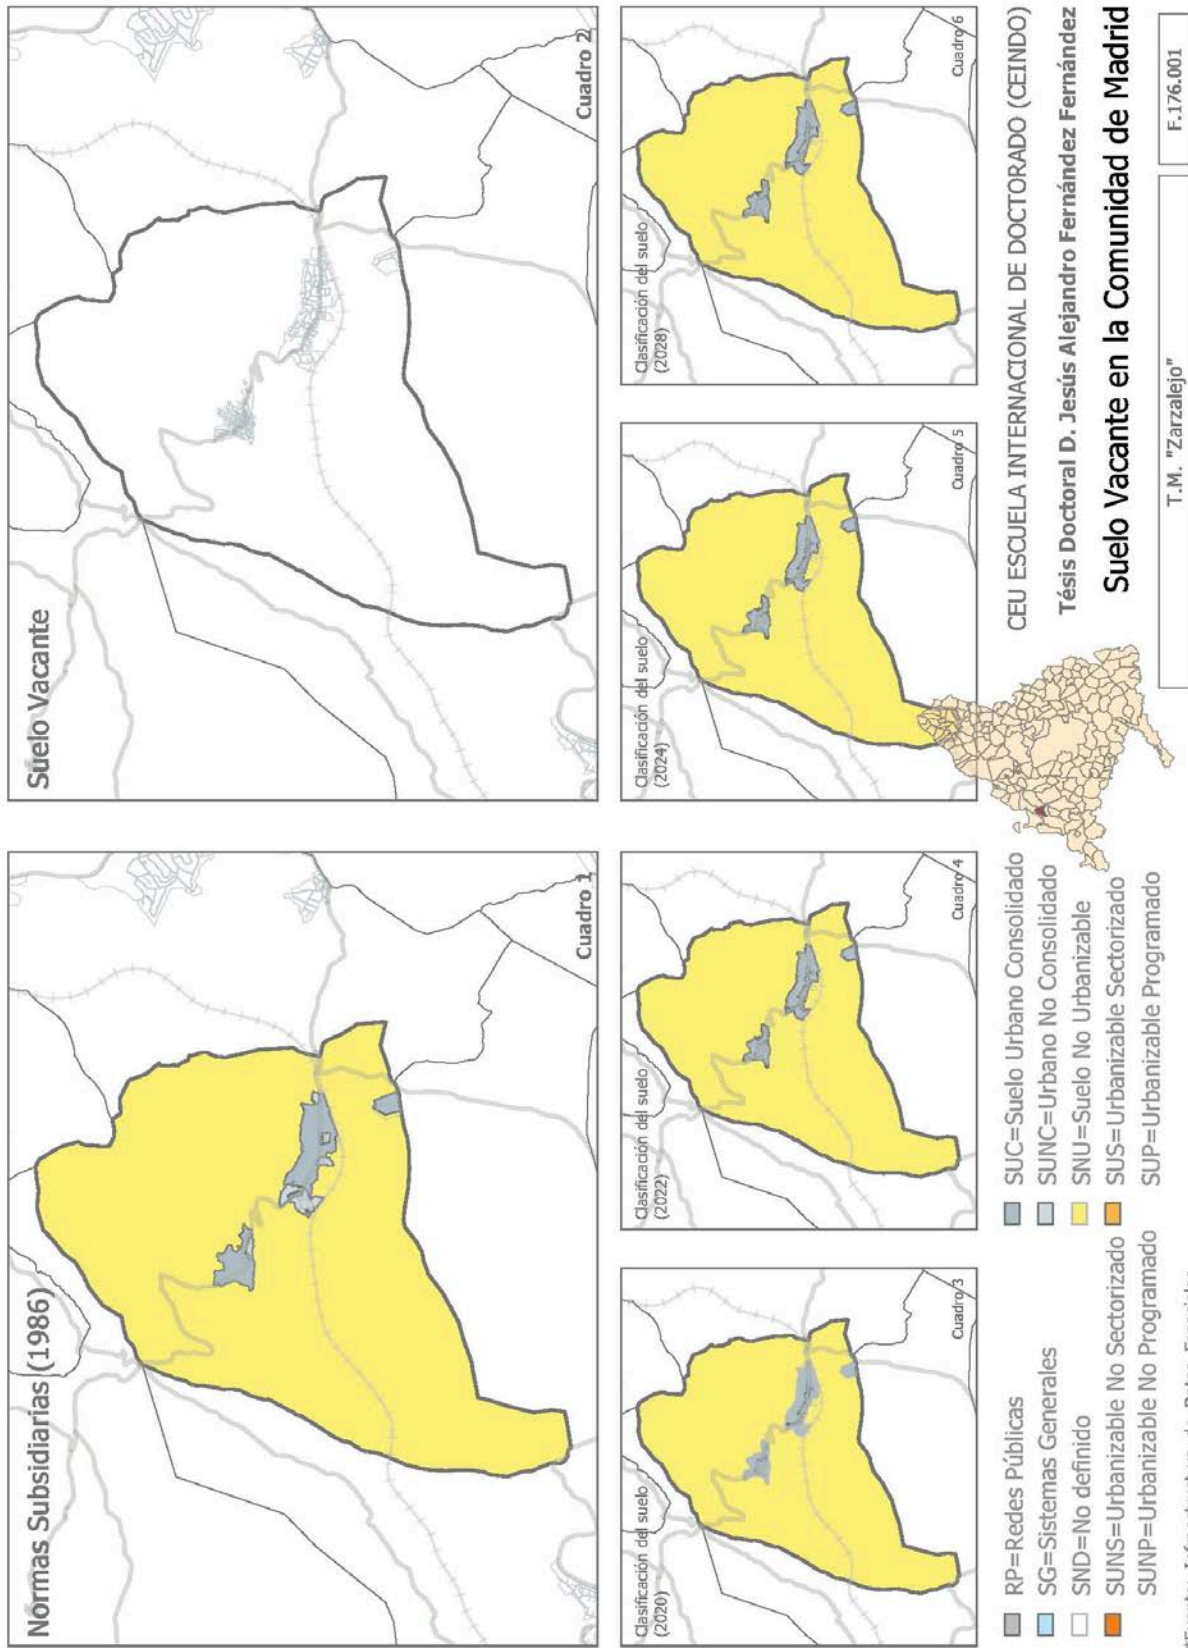 Normas Subsidiarias (1986)
Cuadro 1
Suelo Vacante
Cuadro 2
Clasificación del suelo
(2020)
Cuadro 3
Clasificación del suelo
(2022)
Cuadro 4
Clasificación del suelo
(2024)
Cuadro 5
Clasificación del suelo
(2028)
Cuadro 6
RP=Redes Públicas
SG=Sistemas Generales
SND=No definido
SUNS=Urbanizable No Sectorizado
SUNP=Urbanizable No Programado
SUC=Suelo Urbano Consolidado
SUNC=Urbano No Consolidado
SNU=Suelo No Urbanizable
SUS=Urbanizable Sectorizado
SUP=Urbanizable Programado
CEU ESCUELA INTERNACIONAL DE DOCTORADO (CEINDO)
Tésis Doctoral D. Jesús Alejandro Fernández Fernández
Suelo Vacante en la Comunidad de Madrid
T.M. "Zarzalejo"
F.176.001